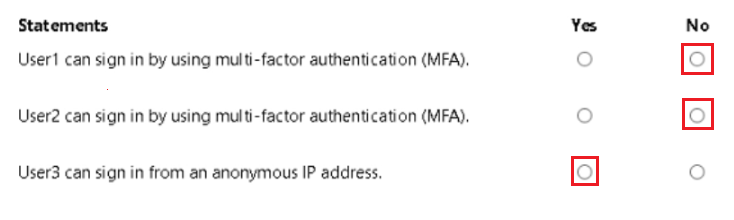 Statements Yes No
User1 can sign in by using multi-factor authentication (MFA).
User2 can sign in by using multi-factor authentication (MFA).
User3 can sign in from an anonymous IP address.